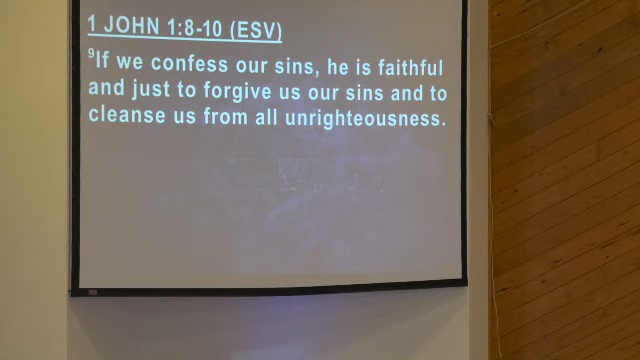 1 JOHN 1:8-10 (ESV)
⁹If we confess our sins, he is faithful
and just to forgive us our sins and to
cleanse us from all unrighteousness.